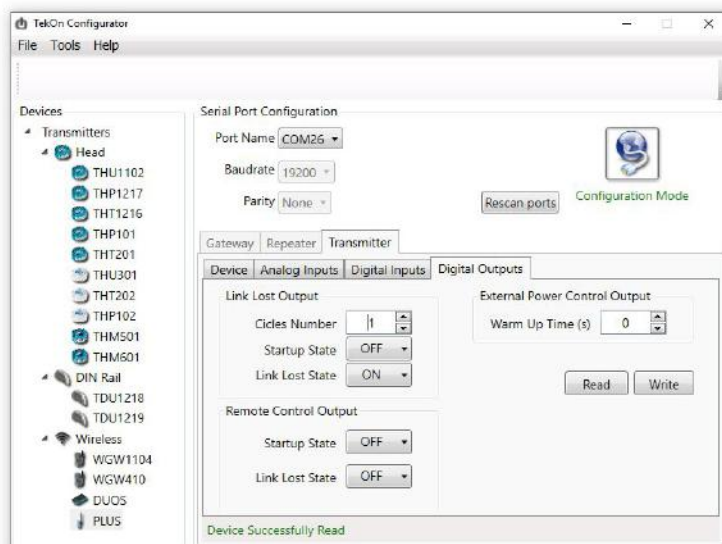 TekOn Configurator
File Tools Help
Devices
Transmitters
Head
THU1102
THP1217
THT1216
THP101
THT201
THU301
THT202
THP102
THM501
THM601
DIN Rail
TDU1218
TDU1219
Wireless
WGW1104
WGW410
DUOS
PLUS
Serial Port Configuration
Port Name COM26
Baudrate 19200
Parity None
Rescan ports
Configuration Mode
Gateway Repeater Transmitter
Device Analog Inputs Digital Inputs Digital Outputs
Link Lost Output
Cicles Number 1
Startup State OFF
Link Lost State ON
Remote Control Output
Startup State OFF
Link Lost State OFF
External Power Control Output
Warm Up Time (s) 0
Read Write
Device Successfully Read